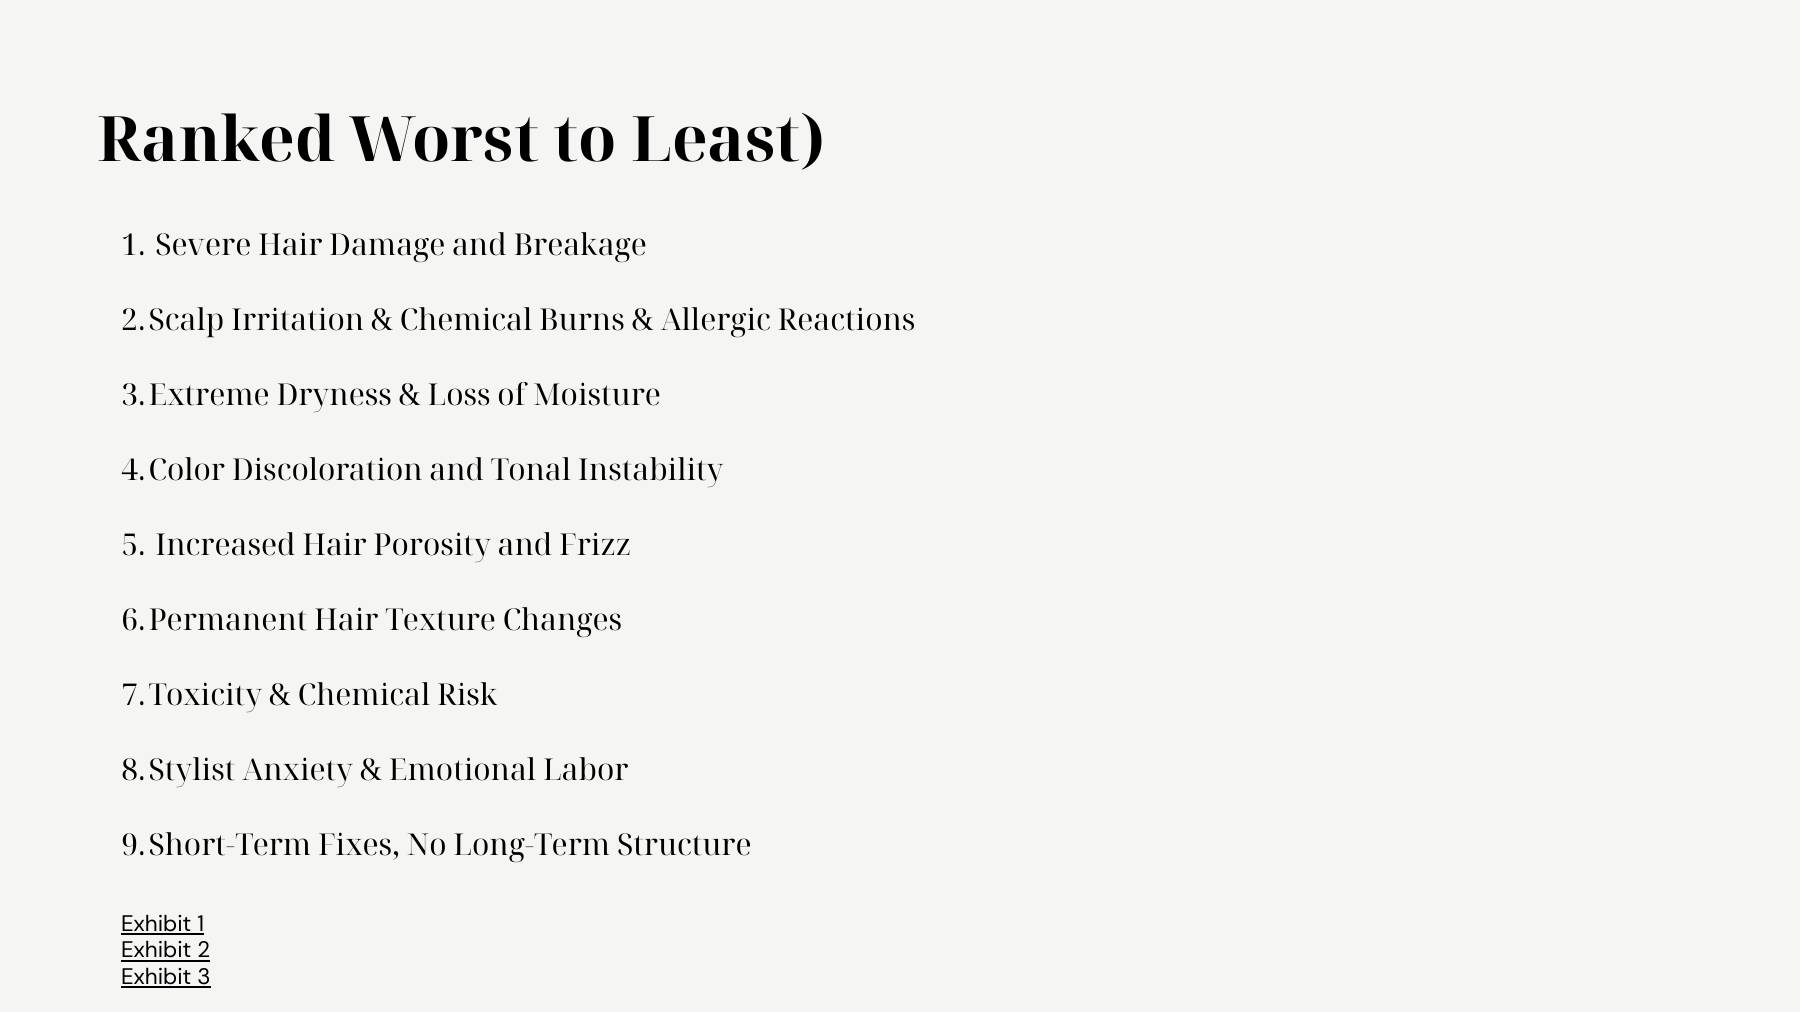 Ranked Worst to Least)
1. Severe Hair Damage and Breakage
2. Scalp Irritation & Chemical Burns & Allergic Reactions
3. Extreme Dryness & Loss of Moisture
4. Color Discoloration and Tonal Instability
5. Increased Hair Porosity and Frizz
6. Permanent Hair Texture Changes
7. Toxicity & Chemical Risk
8. Stylist Anxiety & Emotional Labor
9. Short-Term Fixes, No Long-Term Structure
Exhibit 1
Exhibit 2
Exhibit 3